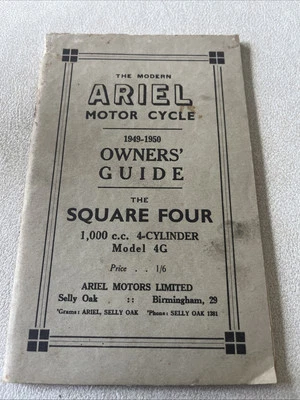 THE MODERN
ARIEL
MOTOR CYCLE
1949-1950
OWNERS'
GUIDE
THE
SQUARE FOUR
1,000 c.c. 4-CYLINDER
Model 4G
Price . . 1/6
ARIEL MOTORS LIMITED
Selly Oak :: Birmingham, 29
'Grams: ARIEL, SELLY OAK 'Phone: SELLY OAK 1381